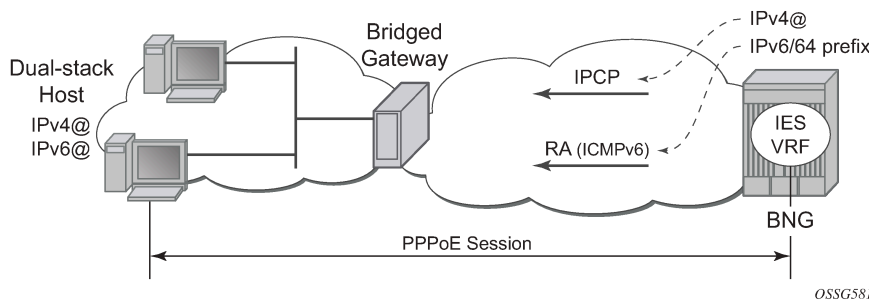 IPv4@
IPv6/64 prefix
Bridged
Gateway
Dual-stack
Host
IPv4@
IPv6@
IPCP
RA (ICMPv6)
IES
VRF
BNG
PPPoE Session
OSSG581